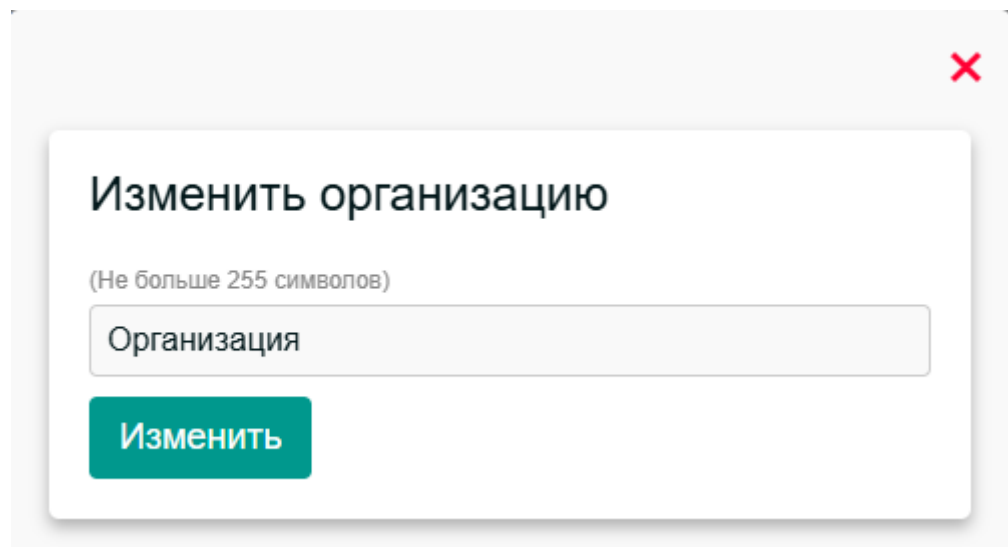 Изменить организацию
(Не больше 255 символов)
Организация
Изменить